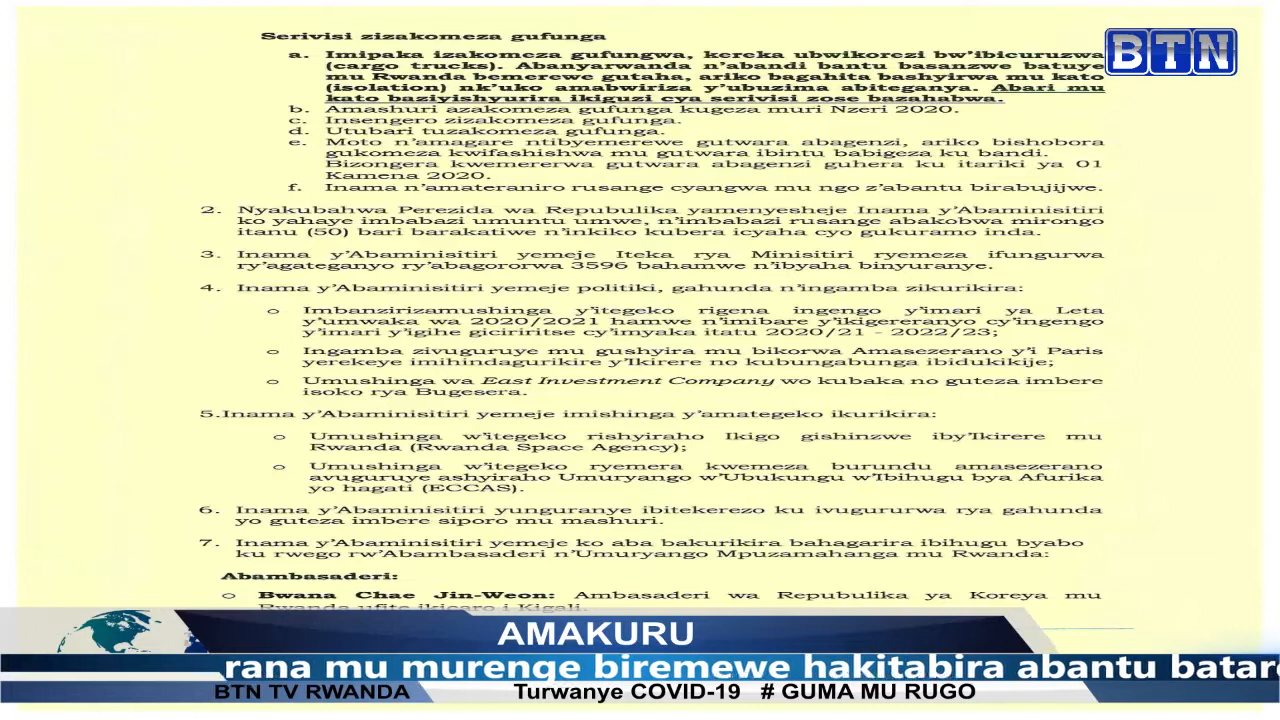 Serivisi zizakomeza gufunga
BTN
a. Imipaka izakomeza gufungwa, kereka ubwikorezi bw'ibicuruzwa
(cargo trucks). Abanyarwanda n'abandi bantu basanzwe batuye
mu Rwanda bemerewe gutaha, ariko bagahita bashyirwa mu kato
(isolation) nk'uko amabwiriza y'ubuzima abiteganya. Abari mu
kato baziyishyurira ikiguzi cya serivisi zose bazahabwa.
b. Amashuri azakomeza gufunga kugeza muri Nzeri 2020.
c. Insengero zizakomeza gufunga.
d. Utubari tuzakomeza gufunga.
e. Moto n'amagare ntibyemerewe gutwara abagenzi, ariko bishobora
gukomeza kwifashishwa mu gutwara ibintu babigeza ku bandi.
Bizongera kwemererwa gutwara abagenzi guhera ku itariki ya 01
Kamena 2020.
f. Inama n'amateraniro rusange cyangwa mu ngo z'abantu birabujijwe.
2. Nyakubahwa Perezida wa Repubulika yamenyesheje Inama y'Abaminisitiri
ko yahaye imbabazi umuntu umwe, n'imbabazi rusange abakobwa mirongo
itanu (50) bari barakatiwe n'inkiko kubera icyaha cyo gukuramo inda.
3. Inama y'Abaminisitiri yemeje Iteka rya Minisitiri ryemeza ifungurwa
ry'agateganyo ry'abagororwa 3596 bahamwe n'ibyaha binyuranye.
4. Inama y'Abaminisitiri yemeje politiki, gahunda n'ingamba zikurikira:
o Imbanzirizamushinga y'itegeko rigena ingengo y'imari ya Leta
y'umwaka wa 2020/2021 hamwe n'imibare y'ikigereranyo cy'ingengo
y'imari y'igihe giciriritse cy'imyaka itatu 2020/21 - 2022/23;
o Ingamba zivuguruye mu gushyira mu bikorwa Amasezerano y'i Paris
yerekeye imihindagurikire y'Ikirere no kubungabunga ibidukikije;
o Umushinga wa East Investment Company wo kubaka no guteza imbere
isoko rya Bugesera.
5.Inama y'Abaminisitiri yemeje imishinga y'amategeko ikurikira:
o Umushinga w'itegeko rishyiraho Ikigo gishinzwe iby'Ikirere mu
Rwanda (Rwanda Space Agency);
o Umushinga w'itegeko ryemera kwemeza burundu amasezerano
avuguruye ashyiraho Umuryango w'Ubukungu w'Ibihugu bya Afurika
yo hagati (ECCAS).
6. Inama y'Abaminisitiri yunguranye ibitekerezo ku ivugururwa rya gahunda
yo guteza imbere siporo mu mashuri.
7. Inama y'Abaminisitiri yemeje ko aba bakurikira bahagarira ibihugu byabo
ku rwego rw'Abambasaderi n'Umuryango Mpuzamahanga mu Rwanda:
Abambasaderi:
o Bwana Chae Jin-Weon: Ambasaderi wa Repubulika ya Koreya mu
Rwanda ufite icyicaro i Kigali.
AMAKURU
rana mu murenge biremewe hakitabira abantu batar
BTN TV RWANDA Turwanye COVID-19 # GUMA MU RUGO